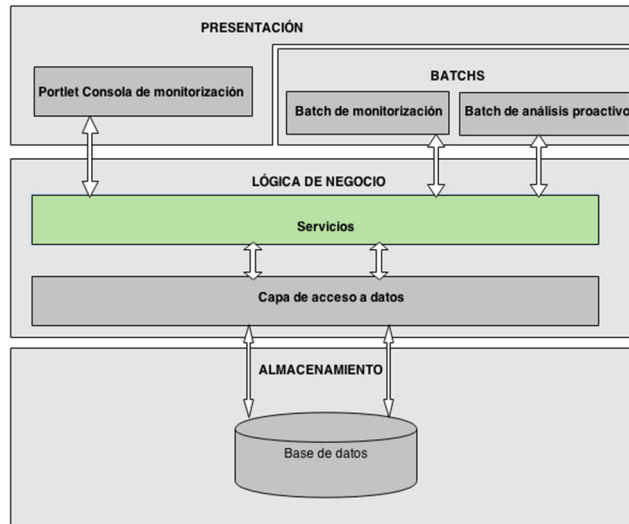 PRESENTACIÓN
Portlet Consola de monitorización
BATCHS
Batch de monitorización
Batch de análisis proactivo
LÓGICA DE NEGOCIO
Servicios
Capa de acceso a datos
ALMACENAMIENTO
Base de datos